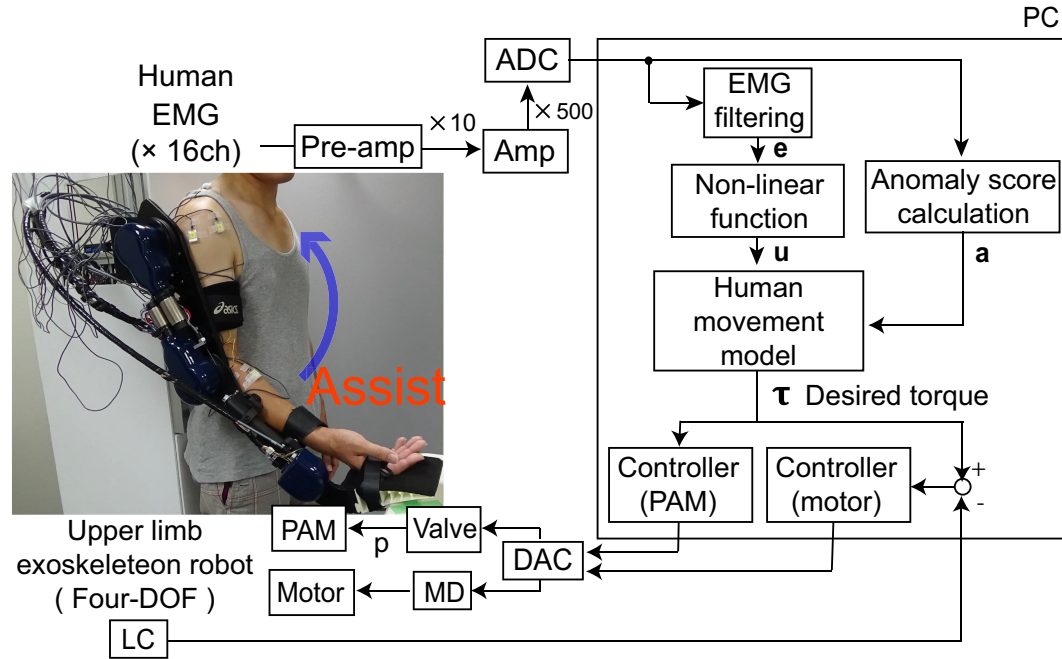 PC
Human
EMG
(× 16ch)
Pre-amp
×10
Amp
×500
ADC
EMG
filtering
e
Non-linear
function
u
Anomaly score
calculation
a
Human
movement
model
τ Desired torque
Controller
(PAM)
Controller
(motor)
+
-
asics
Assist
Upper limb
exoskeleteon robot
( Four-DOF )
PAM
p
Valve
DAC
Motor
MD
LC